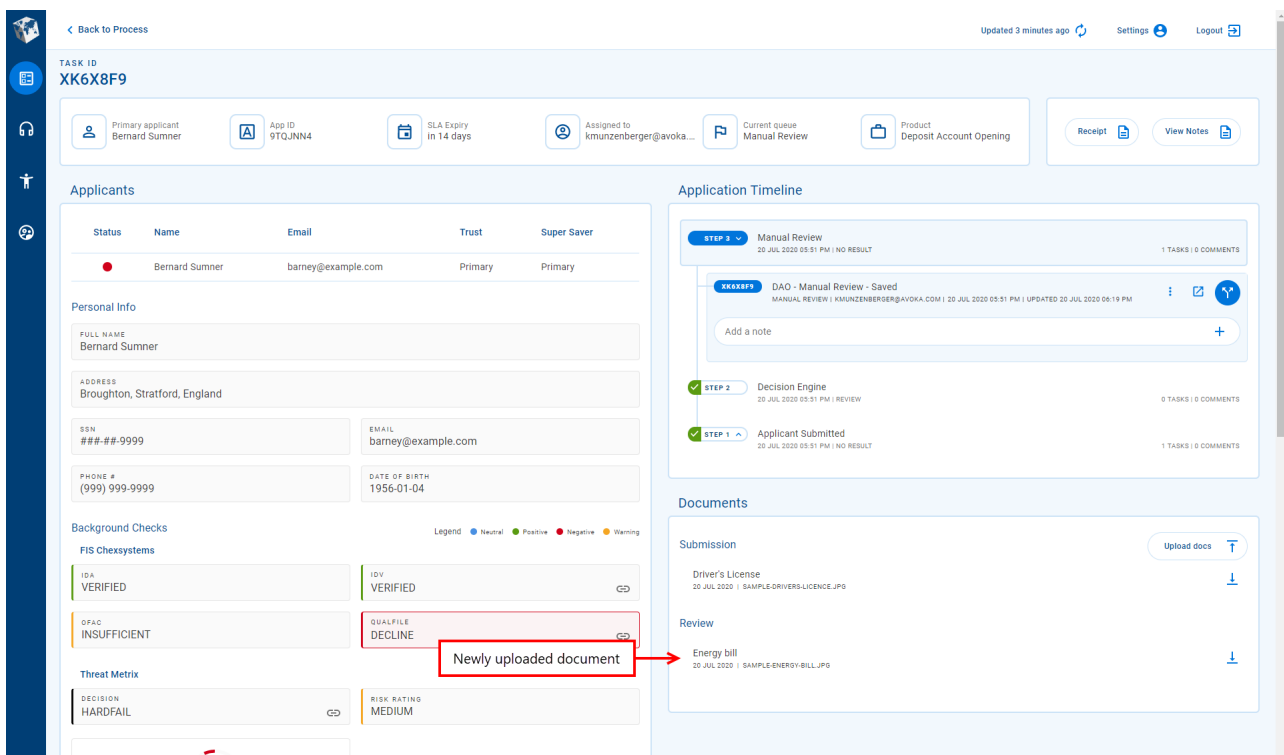 Back to Process
Updated 3 minutes ago
Settings
Logout
TASK ID
XK6X8F9
Primary applicant
Bernard Sumner
App ID
9TQJNN4
SLA Expiry
in 14 days
Assigned to
kmunzenberger@avoka...
Current queue
Manual Review
Product
Deposit Account Opening
Receipt
View Notes
Applicants
Status Name Email Trust Super Saver
Bernard Sumner barney@example.com Primary Primary
Personal Info
FULL NAME
Bernard Sumner
ADDRESS
Broughton, Stratford, England
SSN
###-##-9999
EMAIL
barney@example.com
PHONE #
(999) 999-9999
DATE OF BIRTH
1956-01-04
Background Checks
Legend Neutral Positive Negative Warning
FIS Chexsystems
IDA
VERIFIED
IDV
VERIFIED
OFAC
INSUFFICIENT
QUALFILE
DECLINE
Threat Metrix
DECISION
HARDFAIL
RISK RATING
MEDIUM
Application Timeline
STEP 3 Manual Review
20 JUL 2020 05:51 PM | NO RESULT 1 TASKS | 0 COMMENTS
XK6X8F9 DAO - Manual Review - Saved
MANUAL REVIEW | KMUNZENBERGER@AVOKA.COM | 20 JUL 2020 05:51 PM | UPDATED 20 JUL 2020 06:19 PM
Add a note
STEP 2 Decision Engine
20 JUL 2020 05:51 PM | REVIEW 0 TASKS | 0 COMMENTS
STEP 1 Applicant Submitted
20 JUL 2020 05:51 PM | NO RESULT 1 TASKS | 0 COMMENTS
Documents
Submission
Upload docs
Driver's License
20 JUL 2020 | SAMPLE-DRIVERS-LICENCE.JPG
Review
Energy bill
20 JUL 2020 | SAMPLE-ENERGY-BILL.JPG
Newly uploaded document